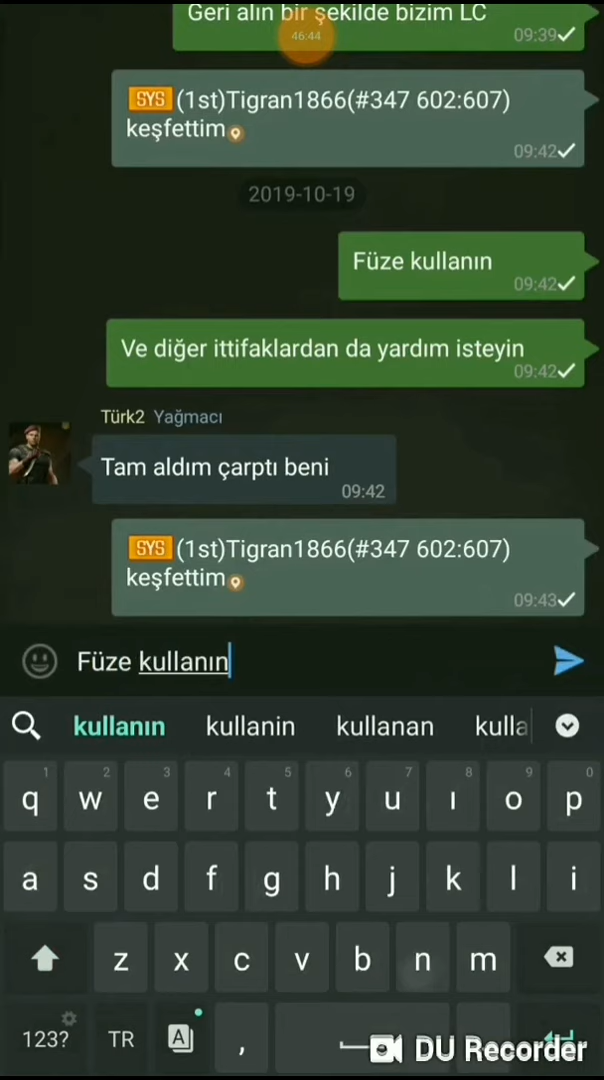 Geri alın bir şekilde bizim LC
46:44
09:39
SYS (1st)Tigran1866(#347 602:607)
keşfettim
09:42
2019-10-19
Füze kullanın
09:42
Ve diğer ittifaklardan da yardım isteyin
09:42
Türk2 Yağmacı
Tam aldım çarptı beni
09:42
SYS (1st)Tigran1866(#347 602:607)
keşfettim
09:43
Füze kullanın
kullanın kullanin kullanan kulla
1 2 3 4 5 6 7 8 9 0
q w e r t y u ı o p
a s d f g h j k l i
z x c v b n m
123? TR A ,
DU Recorder